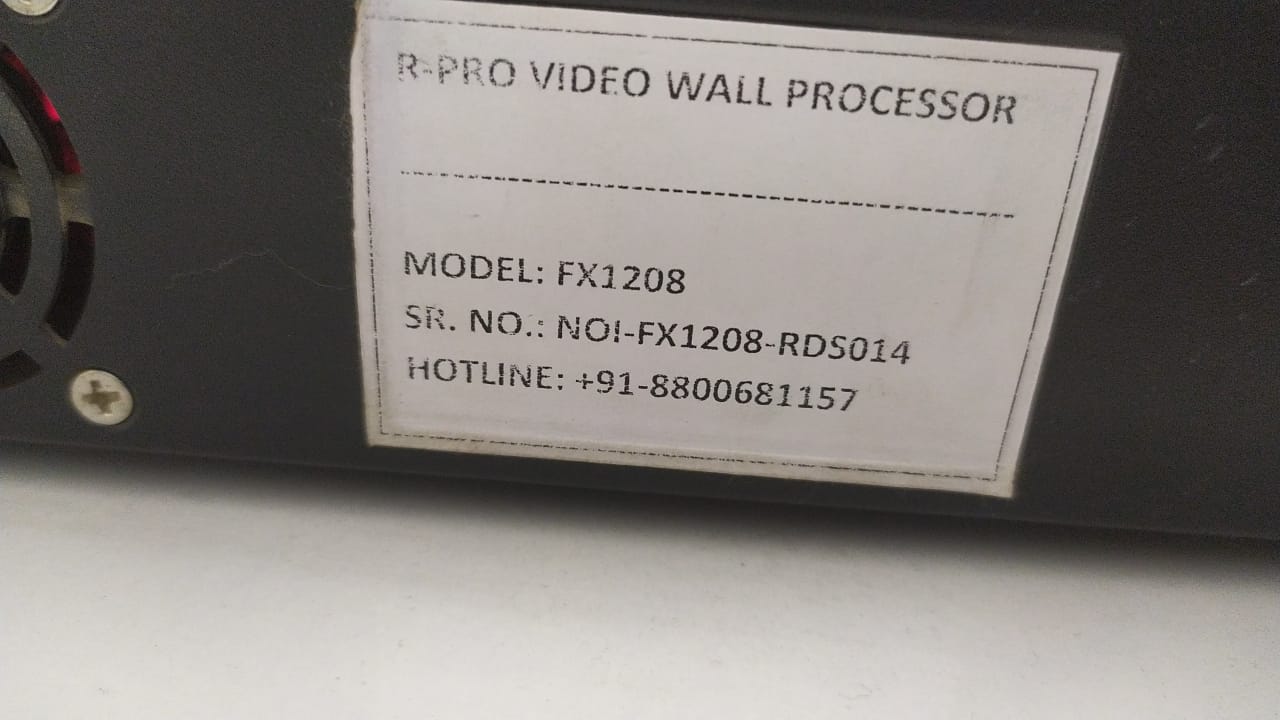 R-PRO VIDEO WALL PROCESSOR
MODEL: FX1208
SR. NO.: NOI-FX1208-RDS014
HOTLINE: +91-8800681157